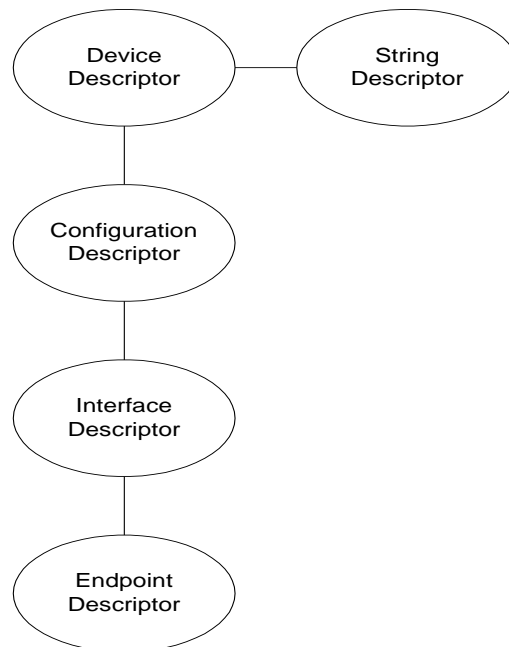 Device
Descriptor
String
Descriptor
Configuration
Descriptor
Interface
Descriptor
Endpoint
Descriptor